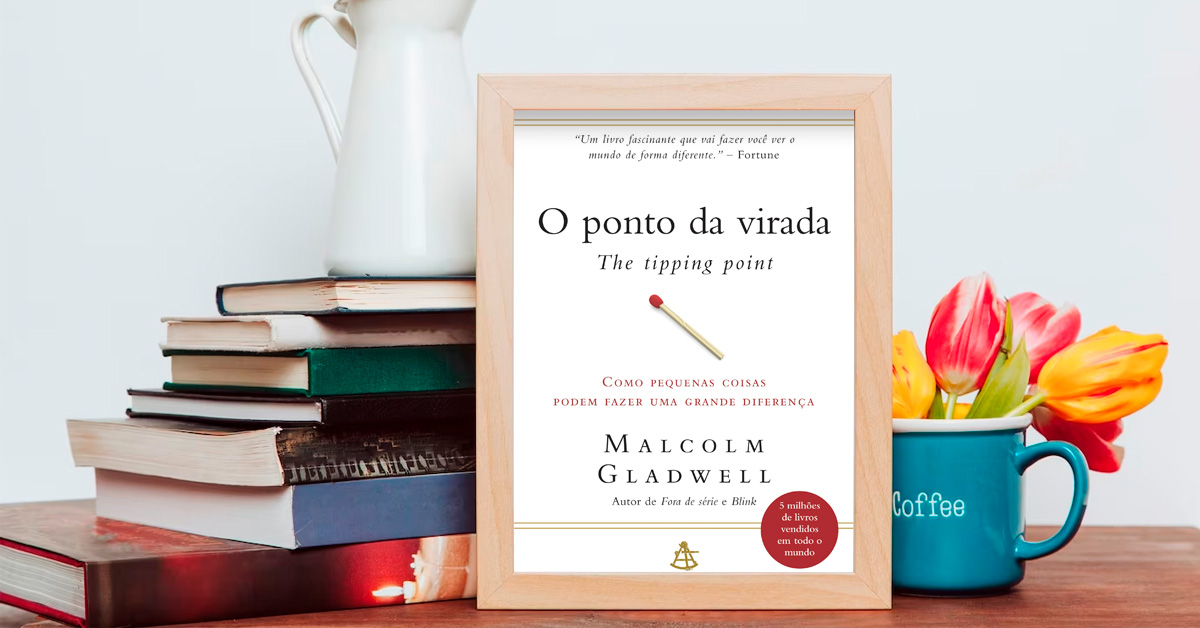 “Um livro fascinante que vai fazer você ver o
mundo de forma diferente.” – Fortune
O ponto da virada
The tipping point
Como pequenas coisas
podem fazer uma grande diferença
Malcolm
Gladwell
Autor de Fora de série e Blink
5 milhões
de livros
vendidos
em todo o
mundo
Coffee